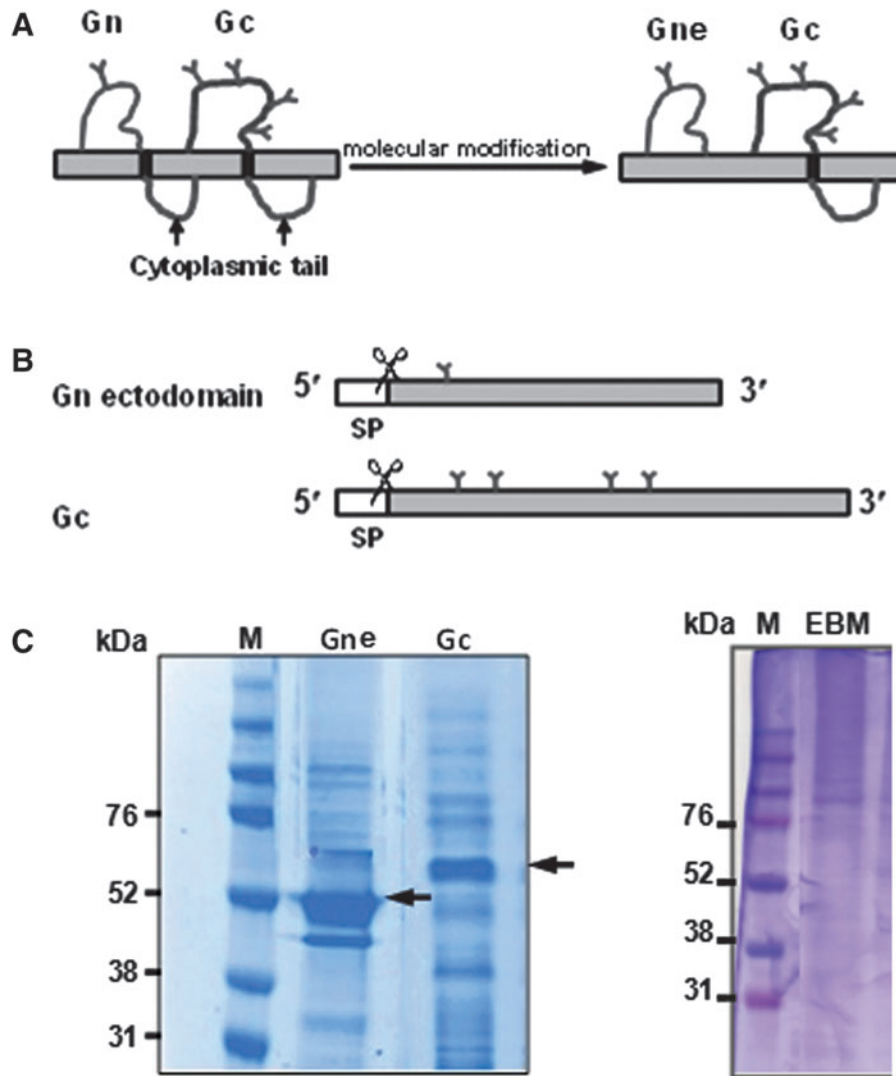 A
Gn Gc
Gne Gc
molecular modification
Cytoplasmic tail
B
Gn ectodomain 5′ 3′
SP
Gc 5′ 3′
SP
C
kDa M Gne Gc
76
52
38
31
kDa M EBM
76
52
38
31